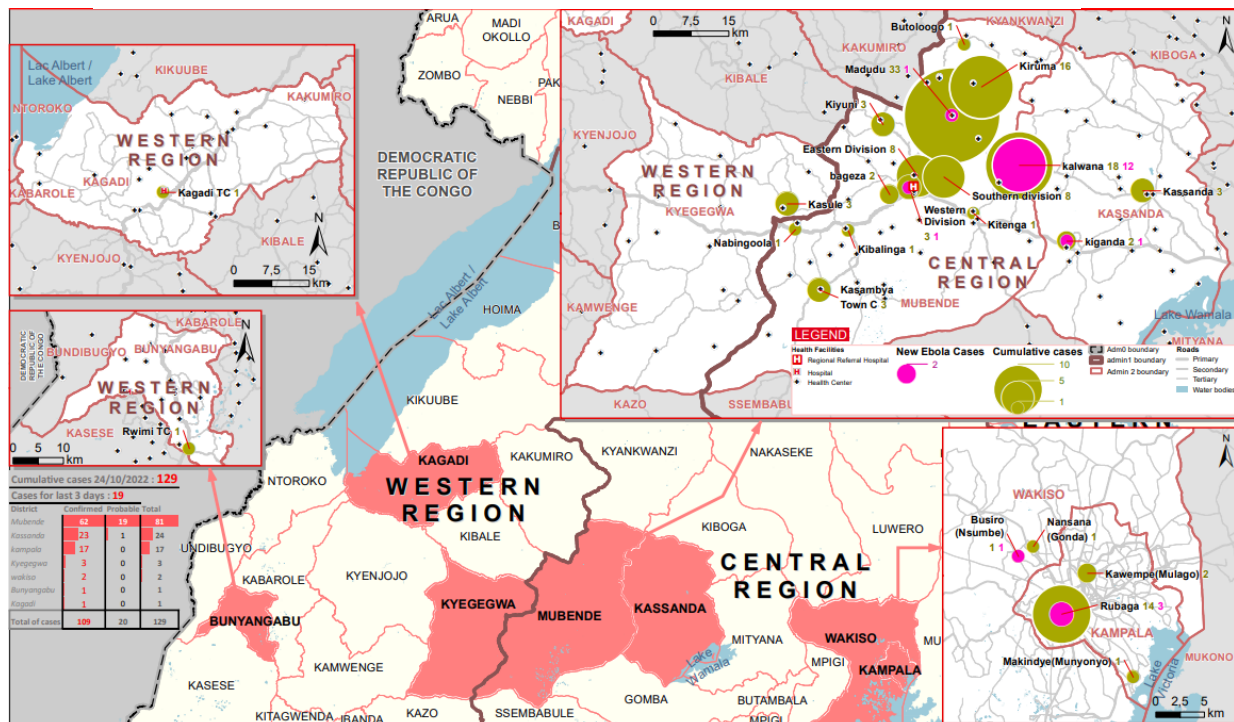 Lac Albert /
Lake Albert
KIKUUBE
NTOROKO
KAKUMIRO
WESTERN
REGION
KABAROLE
KAGADI
Kagadi TC 1
N
KIBALE
KYENJOJO
0 7,5 15
km
DEMOCRATIC
REPUBLIC OF
THE CONGO
KABAROLE
N
BUNDIBUGYO
BUNYANGABU
WESTERN
REGION
KASESE
Rwimi TC 1
0 5 10
km
Cumulative cases 24/10/2022 : 129
Cases for last 3 days : 19
District Confirmed Probable Total
Mubende 62 19 81
Kassanda 23 1 24
kampala 17 0 17
Kyegegwa 3 0 3
wakiso 2 0 2
Bunyangabu 1 0 1
Kagadi 1 0 1
Total of cases 109 20 129
ARUA
MADI
OKOLLO
ZOMBO
PAK
NEBBI
DEMOCRATIC
REPUBLIC OF
THE CONGO
Lac Albert /
Lake Albert
HOIMA
KIKUUBE
KAGADI
KAKUMIRO
KYANKWANZI
NAKASEKE
NTOROKO
WESTERN
REGION
KIBOGA
LUWERO
KIBALE
UNDIBUGYO
CENTRAL
REGION
KABAROLE
KYENJOJO
KYEGEGWA
MUBENDE
KASSANDA
BUNYANGABU
WAKISO
MITYANA
MU
Lake
Wamala
MPIGI
KAMPALA
KAMWENGE
KASESE
GOMBA
BUTAMBALA
KITAGWENDA
IBANDA
KAZO
SSEMBABULE
MPIGI
EASTERN
KAGADI
0 7,5 15
km
Butoloogo 1
KYANKWANZI
N
KAKUMIRO
KIBOGA
Madudu 33 1
Kiruma 16
KIBALE
Kiyuni 3
KYENJOJO
Eastern Division 8
WESTERN
REGION
bageza 2
kalwana 18 12
Kassanda 3
Southern division 8
KYEGEGWA
Kasule 3
Western
Division
3 1
Kitenga 1
KASSANDA
Nabingoola 1
Kibalinga 1
kiganda 2 1
CENTRAL
REGION
Kasambya
Town C 3
KAMWENGE
MUBENDE
Lake Wamala
MITYANA
KAZO
SSEMBABULE
LEGEND
Health Facilities
H Regional Referral Hospital
H Hospital
Heallth Center
New Ebola Cases
2
Cumulative cases
10
5
1
Adm0 boundary
admin1 boundary
Admin 2 boundary
Roads
Primary
Secondary
Tertiary
Water bodies
N
WAKISO
Busiro
(Nsumbe)
1 1
Nansana
(Gonda) 1
Kawempe(Mulago) 2
Rubaga 14 3
KAMPALA
MUKONO
Makindye(Munyonyo) 1
Lake
Victoria
0 2,5 5
km